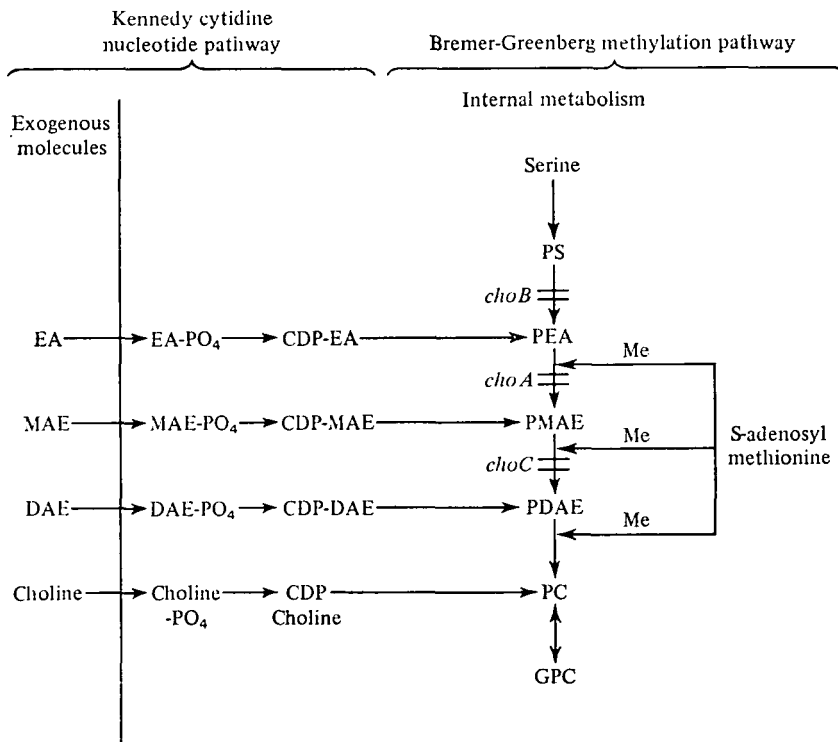 Kennedy cytidine
nucleotide pathway
Bremer-Greenberg methylation pathway
Internal metabolism
Exogenous
molecules
Serine
PS
choB
EA
EA-PO₄
CDP-EA
PEA
Me
choA
MAE
MAE-PO₄
CDP-MAE
PMAE
Me
S-adenosyl
methionine
choC
DAE
DAE-PO₄
CDP-DAE
PDAE
Me
Choline
Choline
-PO₄
CDP
Choline
PC
GPC